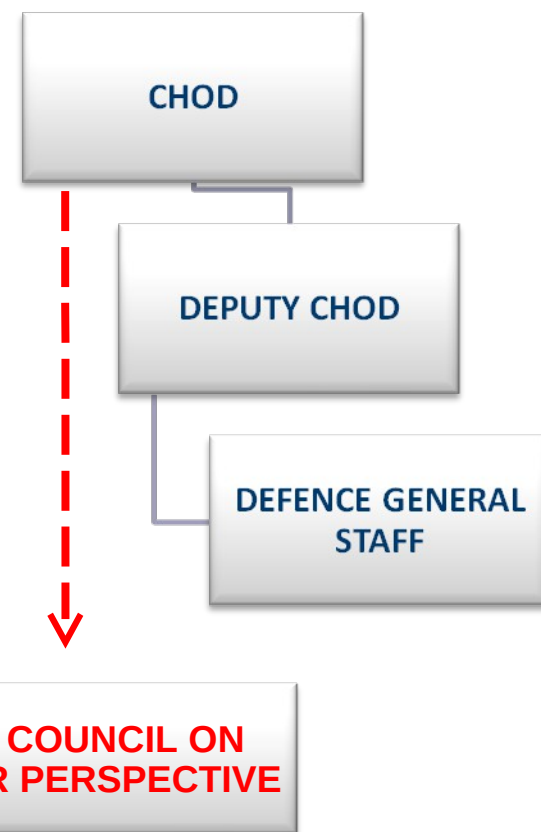 CHOD
DEPUTY CHOD
DEFENCE GENERAL
STAFF
COUNCIL ON
R PERSPECTIVE